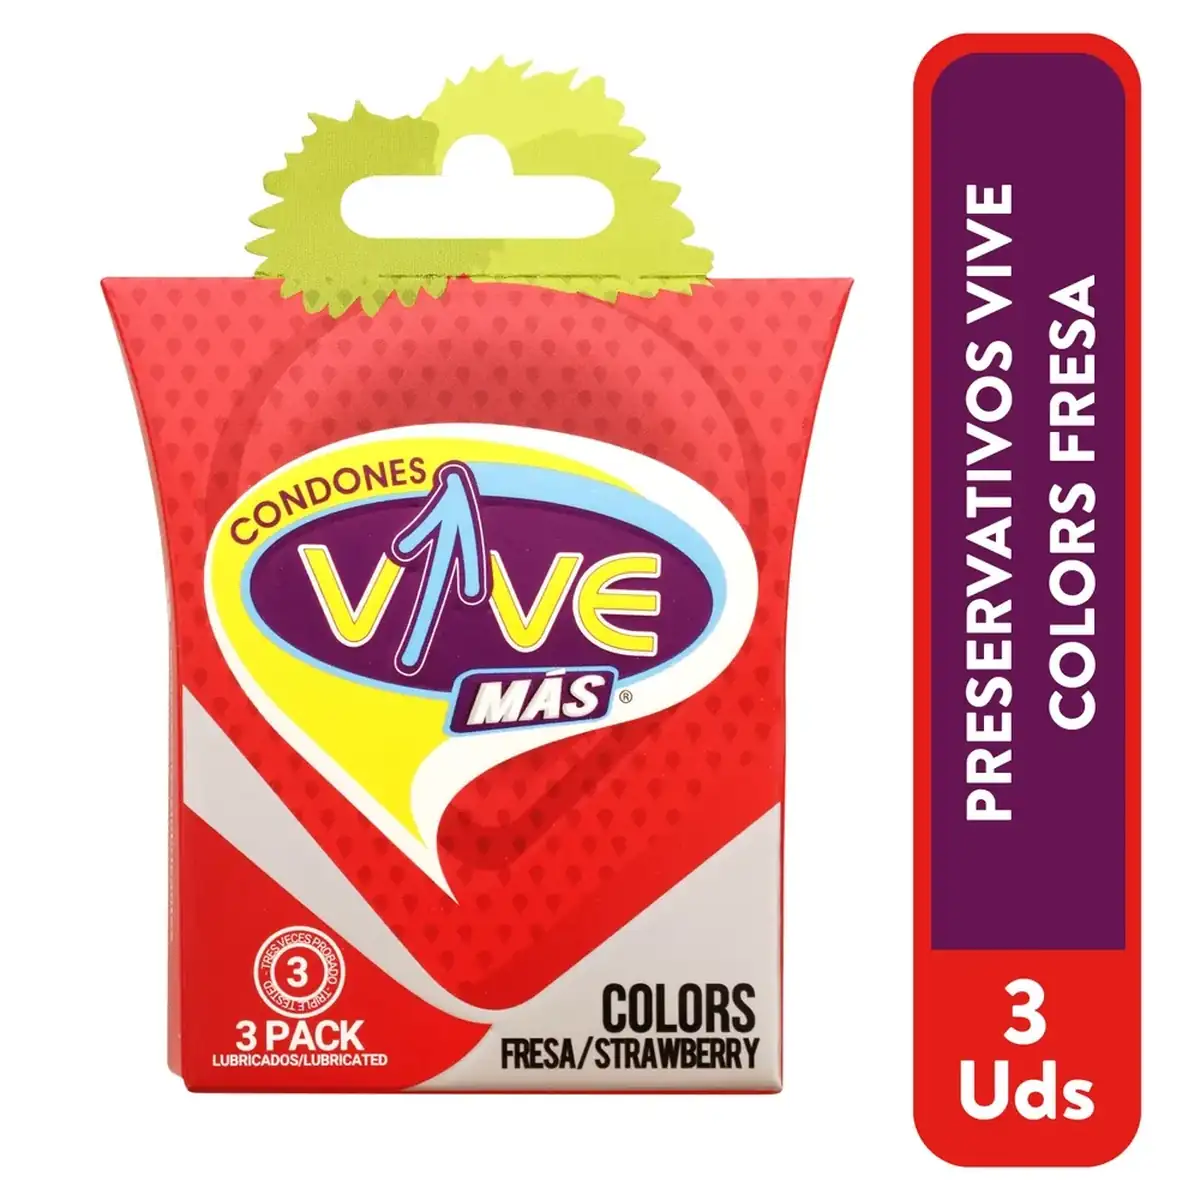 CONDONES
VIVE
MÁS ®
TRES VECES PROBADO - TRIPLE TESTED -
3
3 PACK
LUBRICADOS/LUBRICATED
COLORS
FRESA/STRAWBERRY
PRESERVATIVOS VIVE
COLORS FRESA
3
Uds